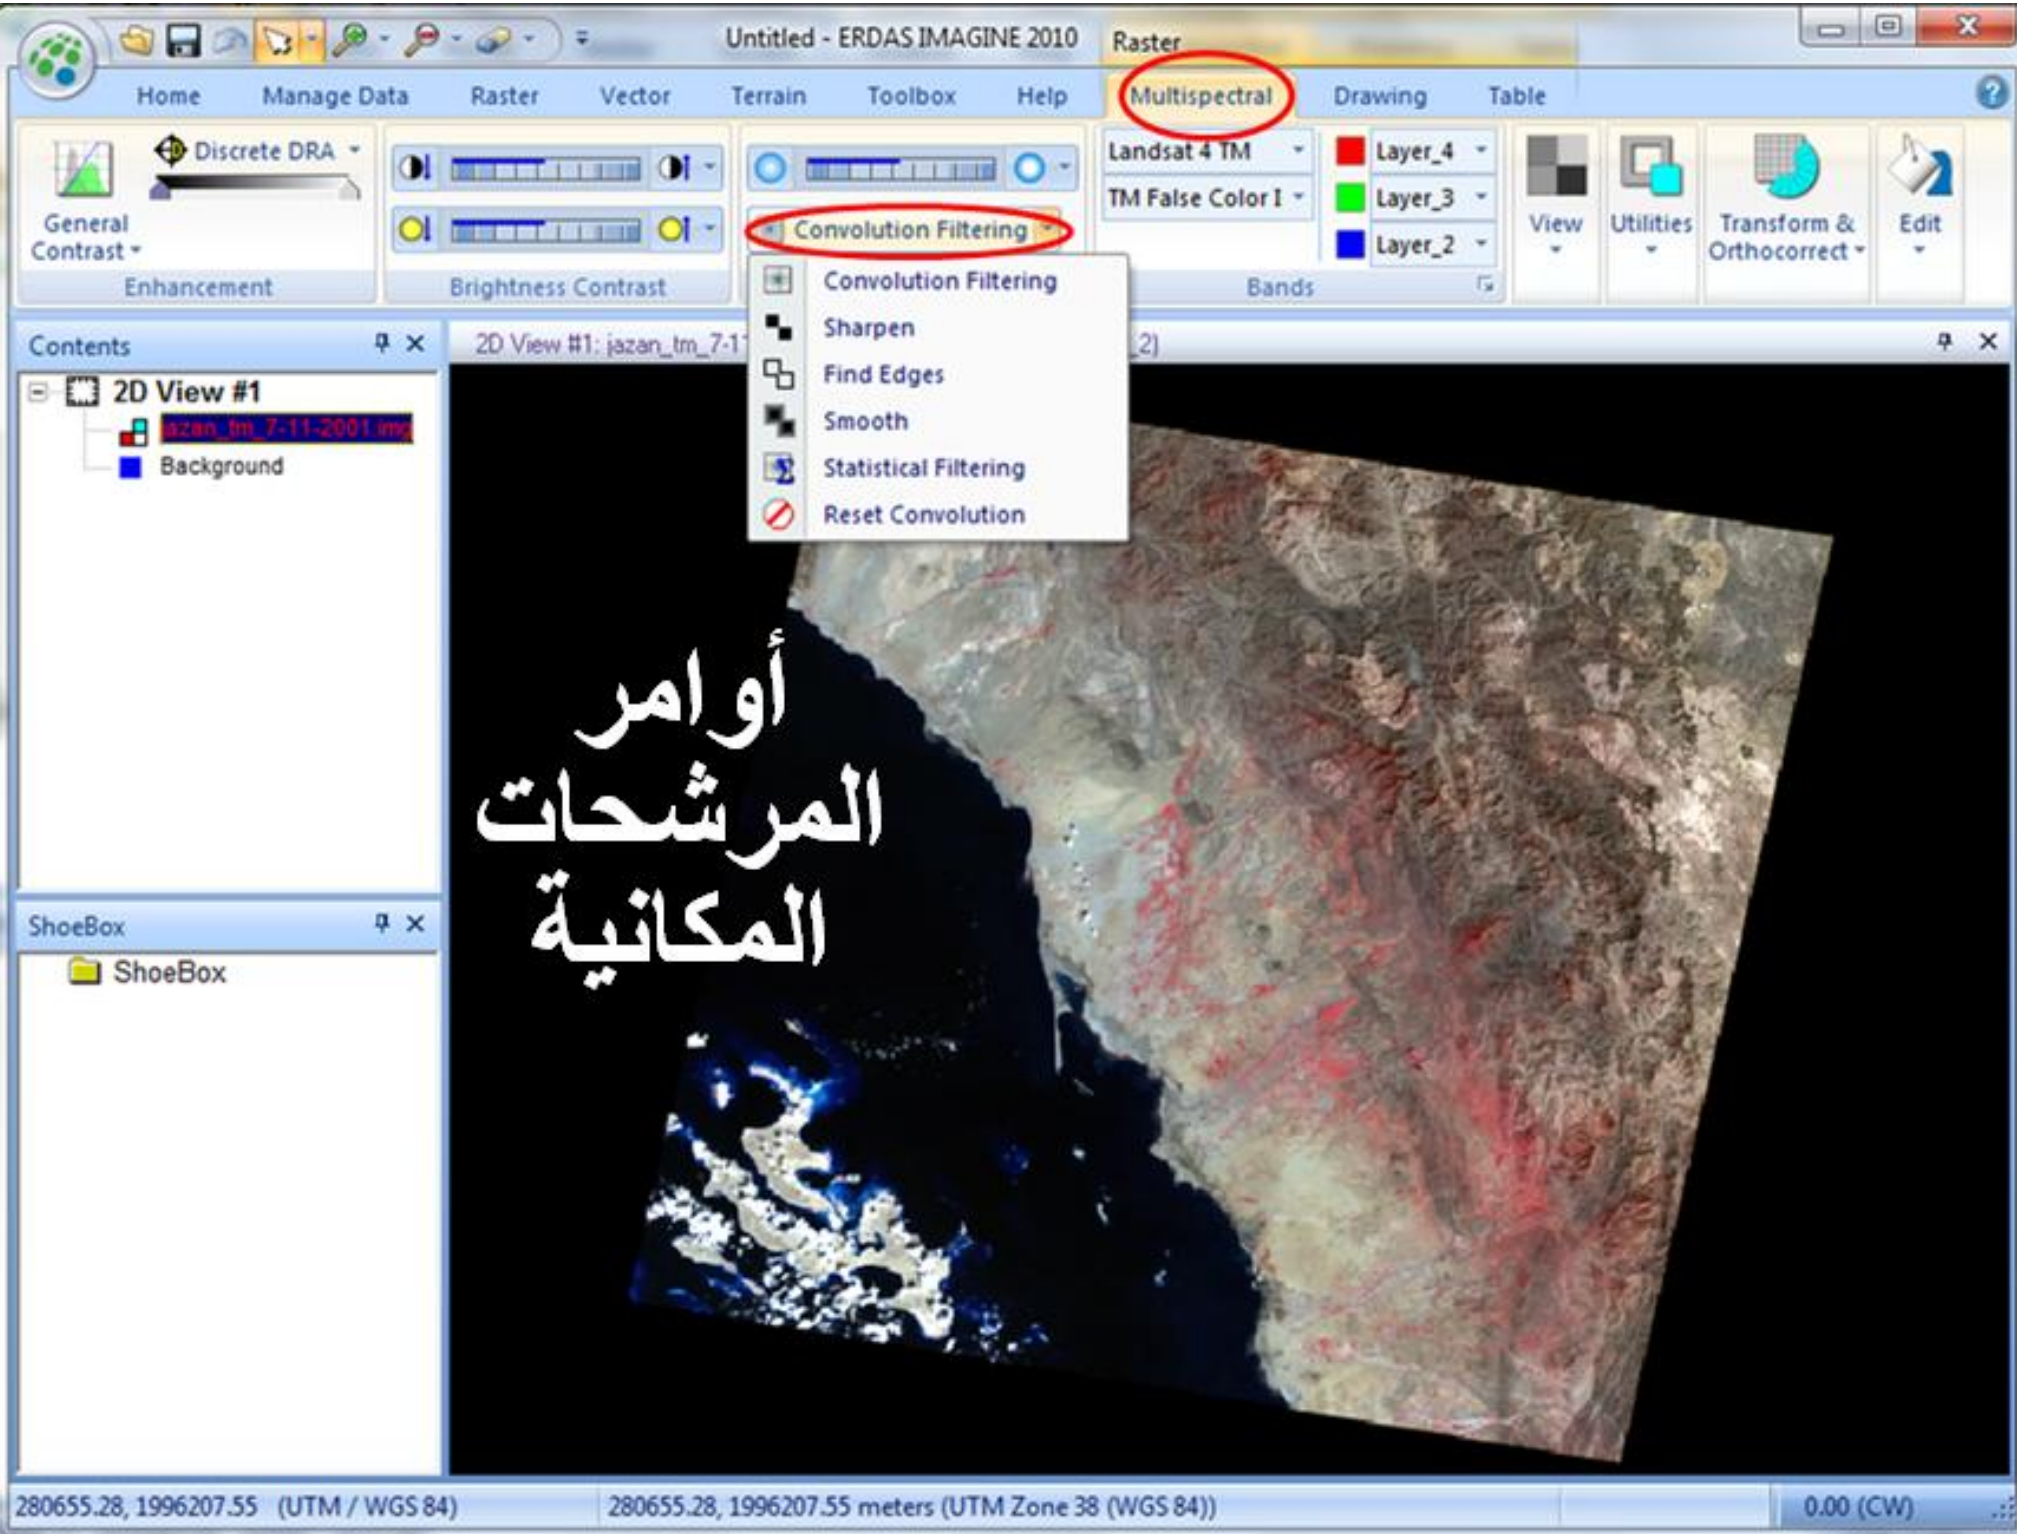 Untitled - ERDAS IMAGINE 2010
Raster
Home
Manage Data
Raster
Vector
Terrain
Toolbox
Help
Multispectral
Drawing
Table
Discrete DRA
General
Contrast
Enhancement
Brightness Contrast
Convolution Filtering
Landsat 4 TM
TM False Color I
Layer_4
Layer_3
Layer_2
Bands
View
Utilities
Transform &
Orthocorrect
Edit
Convolution Filtering
Sharpen
Find Edges
Smooth
Statistical Filtering
Reset Convolution
Contents
2D View #1
jazan_tm_7-11-2001.img
Background
2D View #1: jazan_tm_7-1
_2)
أوامر
المرشحات
المكانية
ShoeBox
ShoeBox
280655.28, 1996207.55 (UTM / WGS 84)
280655.28, 1996207.55 meters (UTM Zone 38 (WGS 84))
0.00 (CW)